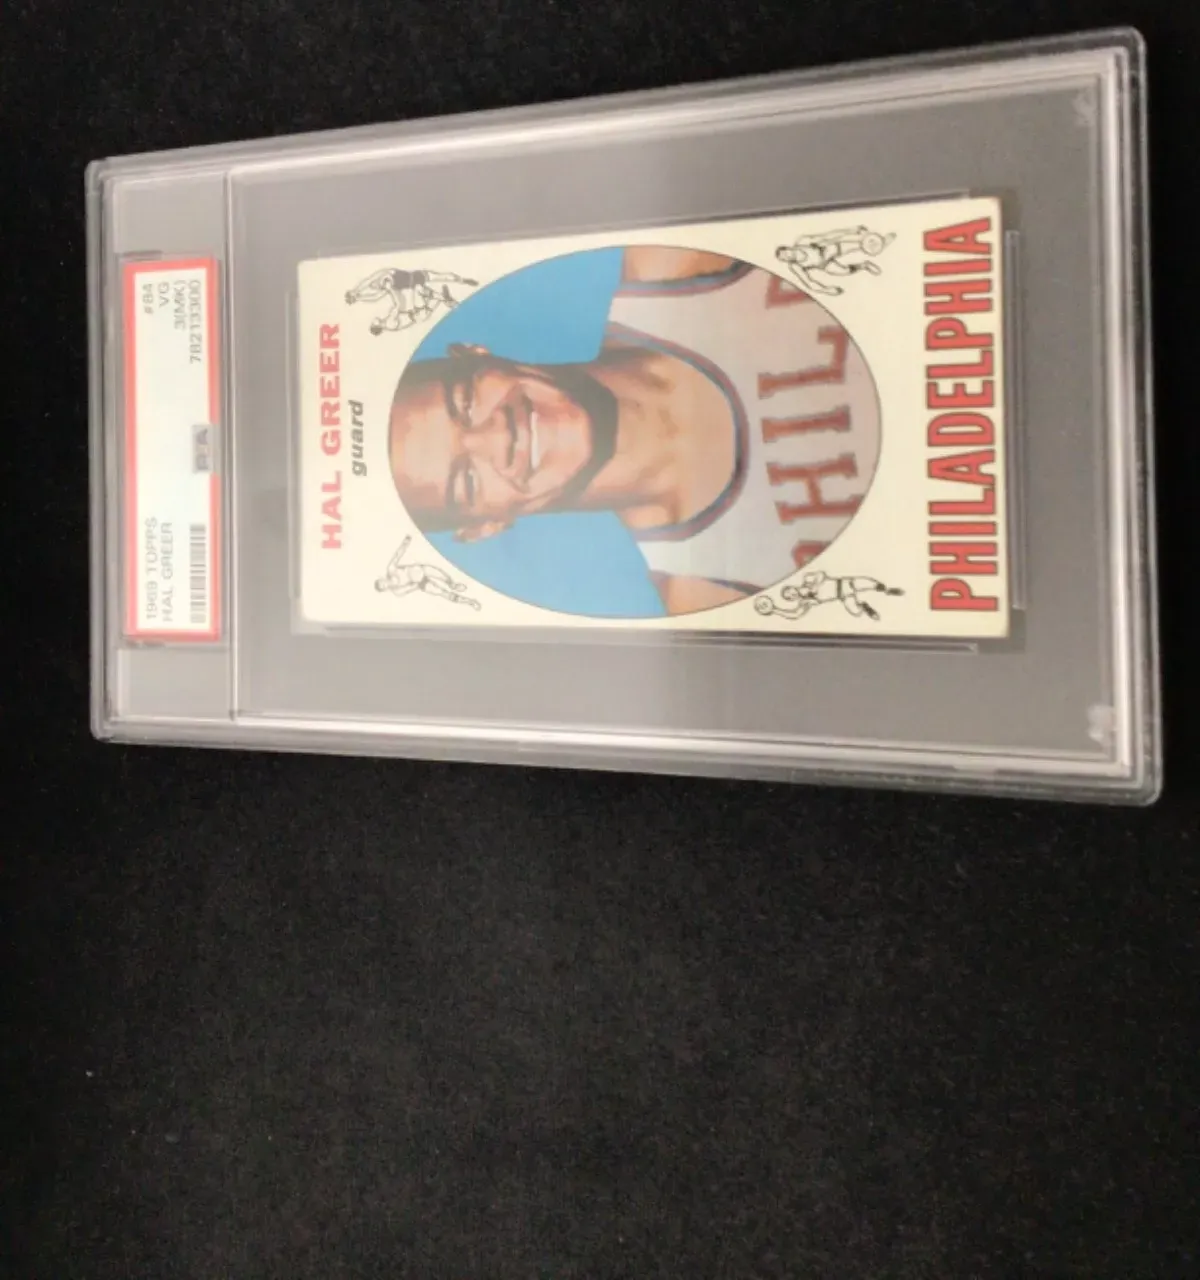 1969 TOPPS #84
HAL GREER VG
3(MK)
PSA 78213300
HAL GREER
guard
PHIL
PHILADELPHIA